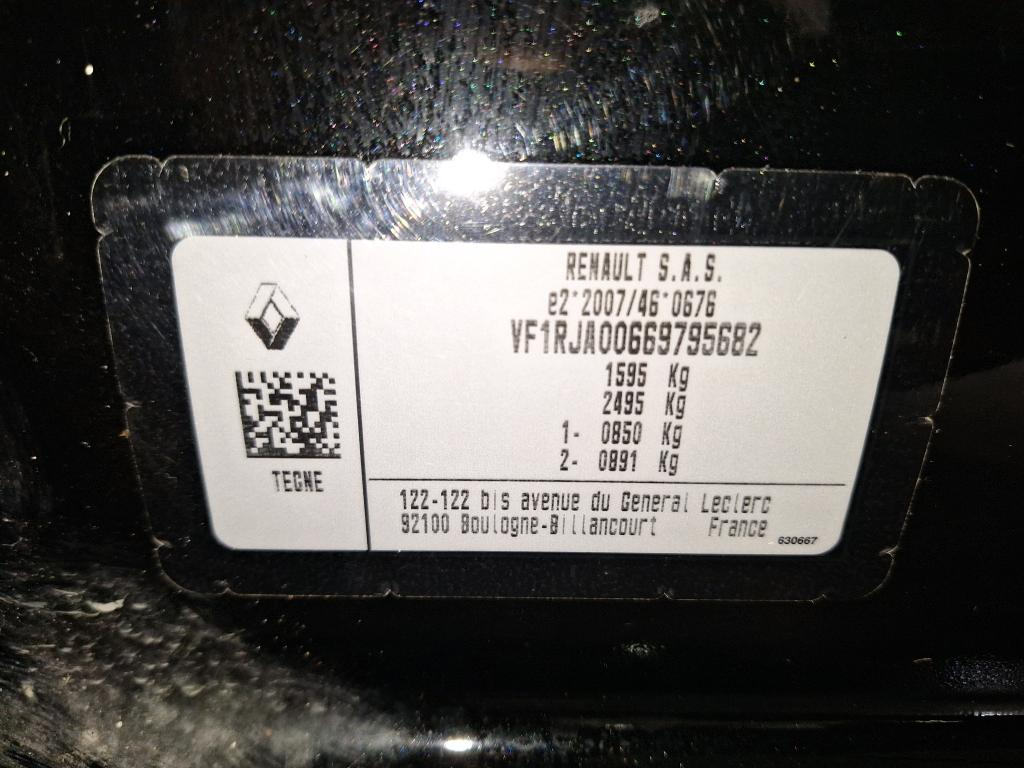 RENAULT S.A.S.
e2*2007/46*0676
VF1RJA00669795682
1595 Kg
2495 Kg
1- 0850 Kg
2- 0891 Kg
TEGNE
122-122 bis avenue du General Leclerc
92100 Boulogne-Billancourt France
630667